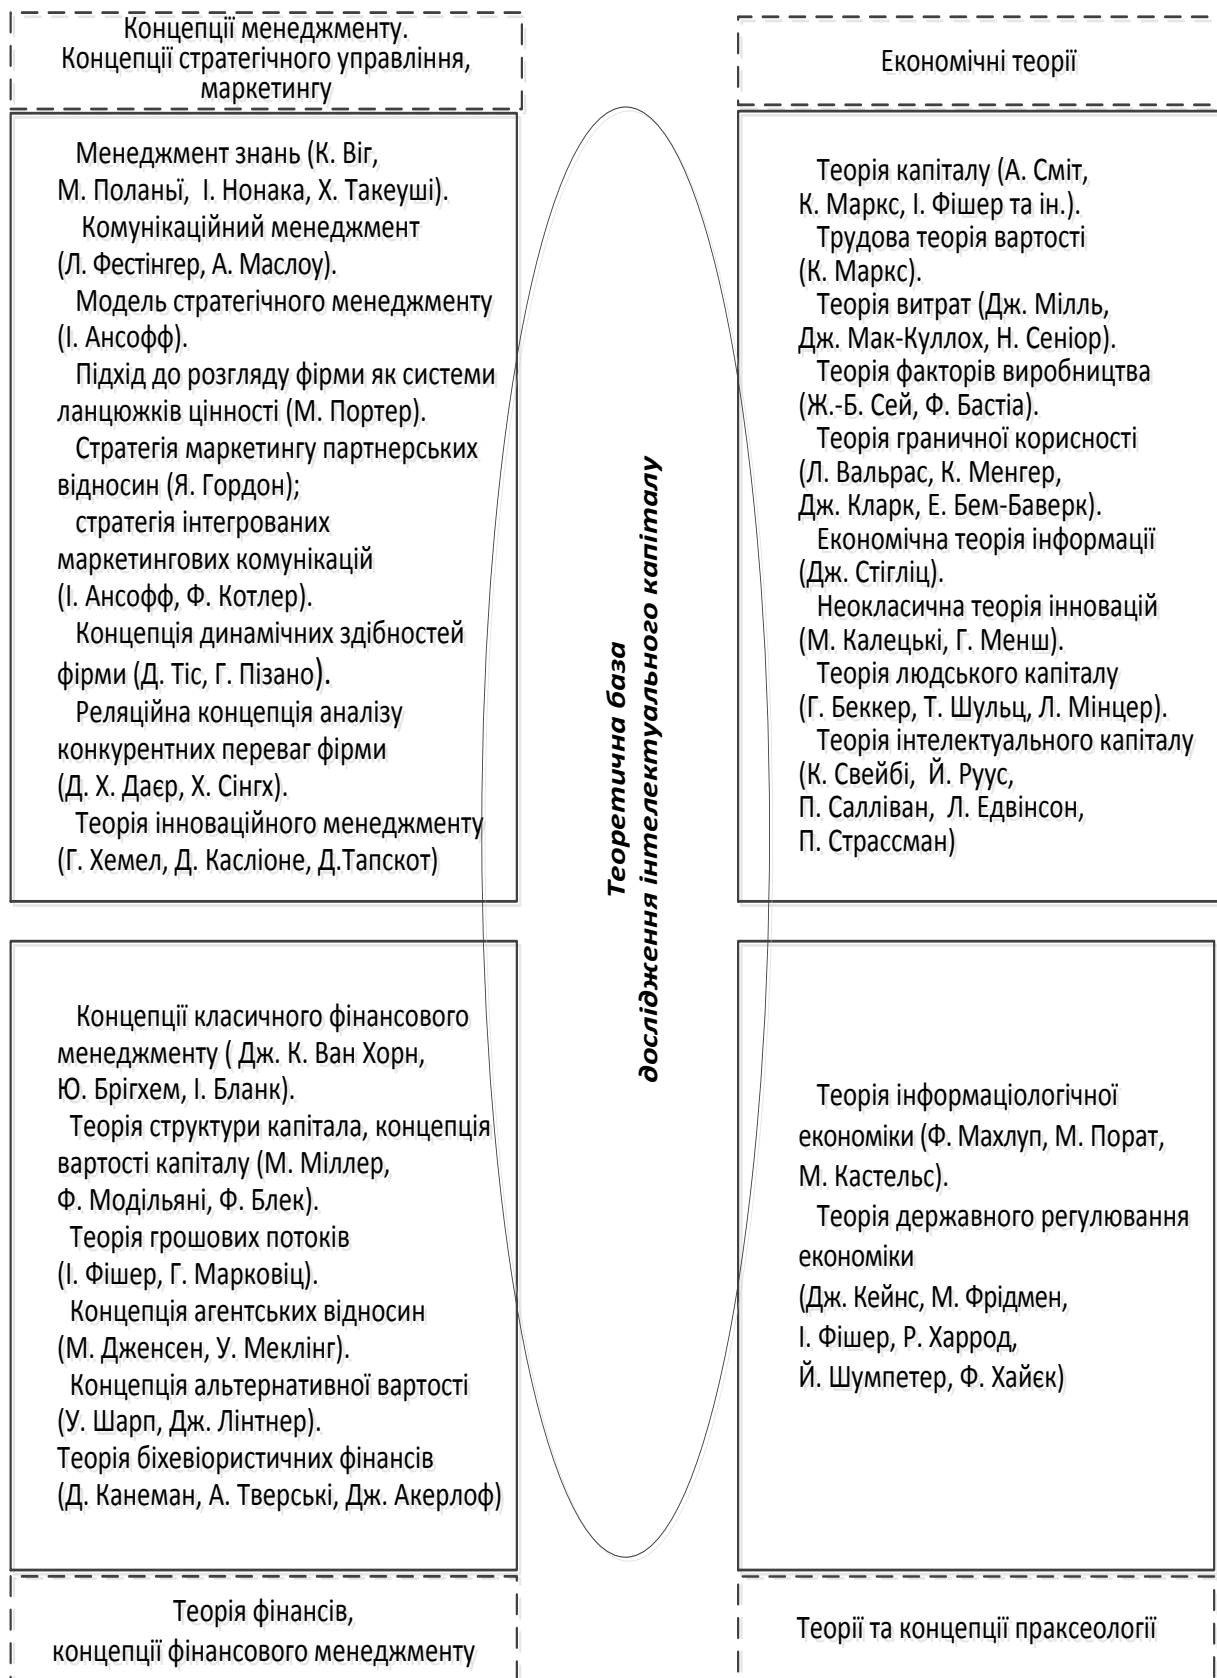 Концепції менеджменту.
Концепції стратегічного управління,
маркетингу
Менеджмент знань (К. Віг,
М. Поланьї, І. Нонака, Х. Такеуші).
Комунікаційний менеджмент
(Л. Фестінгер, А. Маслоу).
Модель стратегічного менеджменту
(І. Ансофф).
Підхід до розгляду фірми як системи
ланцюжків цінності (М. Портер).
Стратегія маркетингу партнерських
відносин (Я. Гордон);
стратегія інтегрованих
маркетингових комунікацій
(І. Ансофф, Ф. Котлер).
Концепція динамічних здібностей
фірми (Д. Тіс, Г. Пізано).
Реляційна концепція аналізу
конкурентних переваг фірми
(Д. Х. Даєр, Х. Сінгх).
Теорія інноваційного менеджменту
(Г. Хемел, Д. Касліоне, Д.Тапскот)
Економічні теорії
Теорія капіталу (А. Сміт,
К. Маркс, І. Фішер та ін.).
Трудова теорія вартості
(К. Маркс).
Теорія витрат (Дж. Мілль,
Дж. Мак-Куллох, Н. Сеніор).
Теорія факторів виробництва
(Ж.-Б. Сей, Ф. Бастіа).
Теорія граничної корисності
(Л. Вальрас, К. Менгер,
Дж. Кларк, Е. Бем-Баверк).
Економічна теорія інформації
(Дж. Стігліц).
Неокласична теорія інновацій
(М. Калецькі, Г. Менш).
Теорія людського капіталу
(Г. Беккер, Т. Шульц, Л. Мінцер).
Теорія інтелектуального капіталу
(К. Свейбі, Й. Руус,
П. Салліван, Л. Едвінсон,
П. Страссман)
Теоретична база
дослідження інтелектуального капіталу
Концепції класичного фінансового
менеджменту ( Дж. К. Ван Хорн,
Ю. Брігхем, І. Бланк).
Теорія структури капітала, концепція
вартості капіталу (М. Міллер,
Ф. Модільяні, Ф. Блек).
Теорія грошових потоків
(І. Фішер, Г. Марковіц).
Концепція агентських відносин
(М. Дженсен, У. Меклінг).
Концепція альтернативної вартості
(У. Шарп, Дж. Лінтнер).
Теорія біхевіористичних фінансів
(Д. Канеман, А. Тверські, Дж. Акерлоф)
Теорія фінансів,
концепції фінансового менеджменту
Теорія інформаціологічної
економіки (Ф. Махлуп, М. Порат,
М. Кастельс).
Теорія державного регулювання
економіки
(Дж. Кейнс, М. Фрідмен,
І. Фішер, Р. Харрод,
Й. Шумпетер, Ф. Хайєк)
Теорії та концепції праксеології